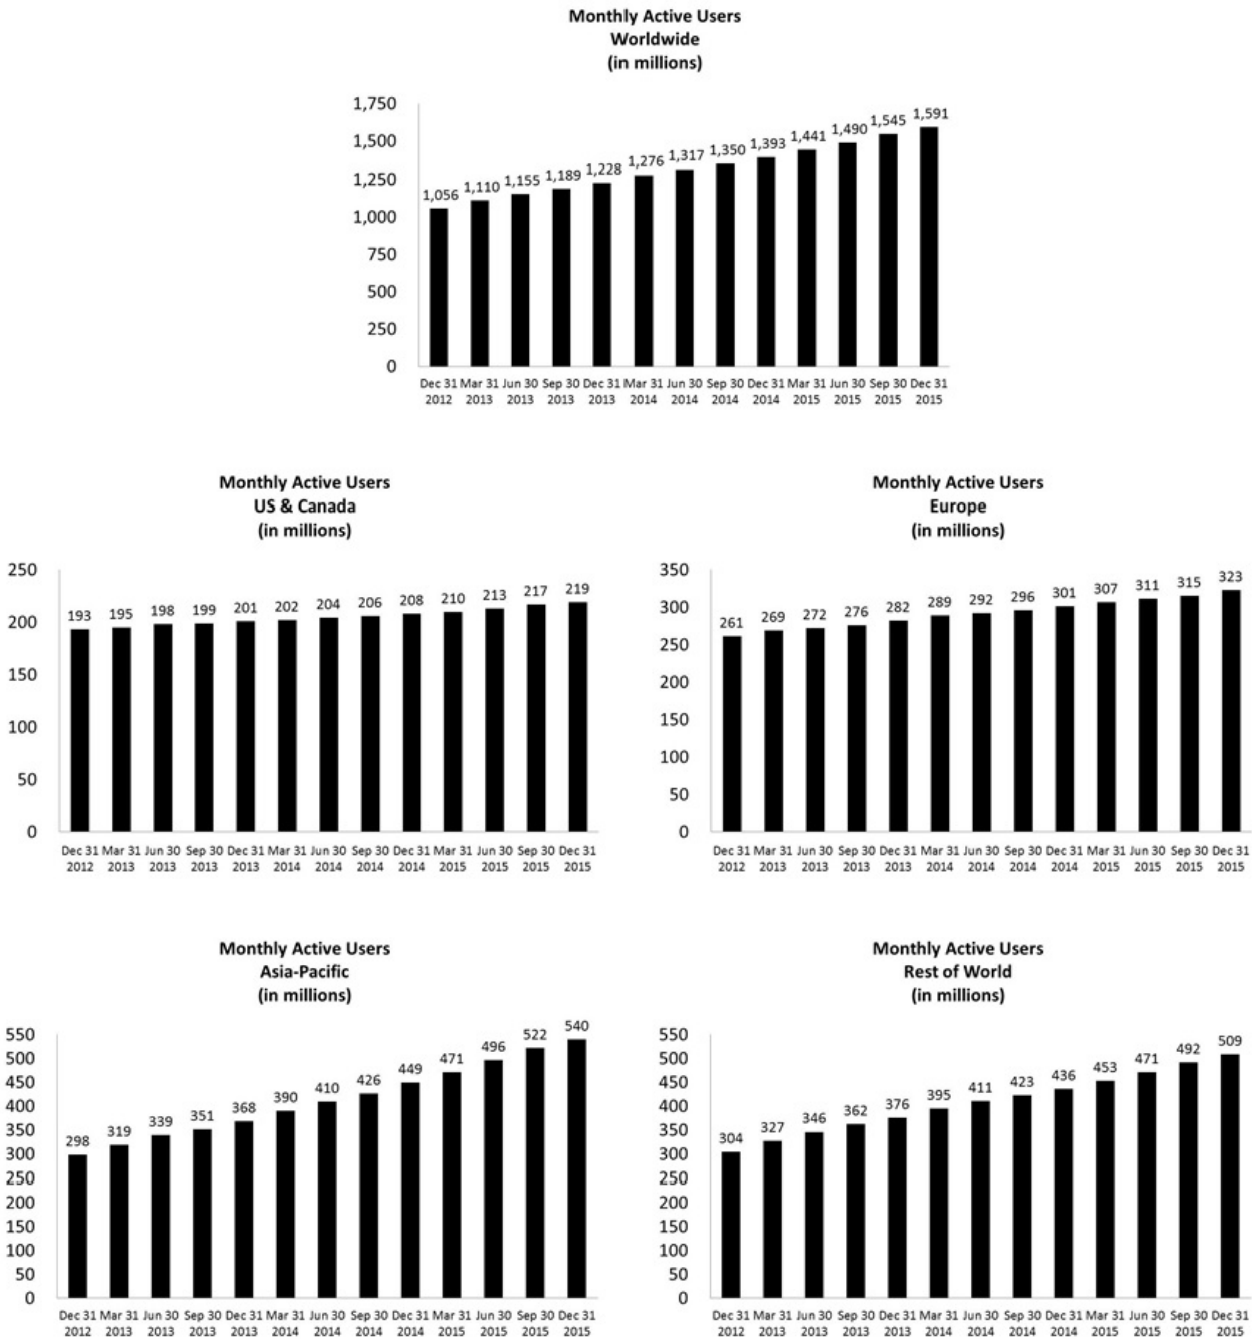 Monthly Active Users
Worldwide
(in millions)
1,750
1,500
1,250
1,000
750
500
250
0
1,056 1,110 1,155 1,189 1,228 1,276 1,317 1,350 1,393 1,441 1,490 1,545 1,591
Dec 31 Mar 31 Jun 30 Sep 30 Dec 31 Mar 31 Jun 30 Sep 30 Dec 31 Mar 31 Jun 30 Sep 30 Dec 31
2012 2013 2013 2013 2013 2014 2014 2014 2014 2015 2015 2015 2015
Monthly Active Users
US & Canada
(in millions)
250
200
150
100
50
0
193 195 198 199 201 202 204 206 208 210 213 217 219
Dec 31 Mar 31 Jun 30 Sep 30 Dec 31 Mar 31 Jun 30 Sep 30 Dec 31 Mar 31 Jun 30 Sep 30 Dec 31
2012 2013 2013 2013 2013 2014 2014 2014 2014 2015 2015 2015 2015
Monthly Active Users
Europe
(in millions)
350
300
250
200
150
100
50
0
261 269 272 276 282 289 292 296 301 307 311 315 323
Dec 31 Mar 31 Jun 30 Sep 30 Dec 31 Mar 31 Jun 30 Sep 30 Dec 31 Mar 31 Jun 30 Sep 30 Dec 31
2012 2013 2013 2013 2013 2014 2014 2014 2014 2015 2015 2015 2015
Monthly Active Users
Asia-Pacific
(in millions)
550
500
450
400
350
300
250
200
150
100
50
0
298 319 339 351 368 390 410 426 449 471 496 522 540
Dec 31 Mar 31 Jun 30 Sep 30 Dec 31 Mar 31 Jun 30 Sep 30 Dec 31 Mar 31 Jun 30 Sep 30 Dec 31
2012 2013 2013 2013 2013 2014 2014 2014 2014 2015 2015 2015 2015
Monthly Active Users
Rest of World
(in millions)
550
500
450
400
350
300
250
200
150
100
50
0
304 327 346 362 376 395 411 423 436 453 471 492 509
Dec 31 Mar 31 Jun 30 Sep 30 Dec 31 Mar 31 Jun 30 Sep 30 Dec 31 Mar 31 Jun 30 Sep 30 Dec 31
2012 2013 2013 2013 2013 2014 2014 2014 2014 2015 2015 2015 2015